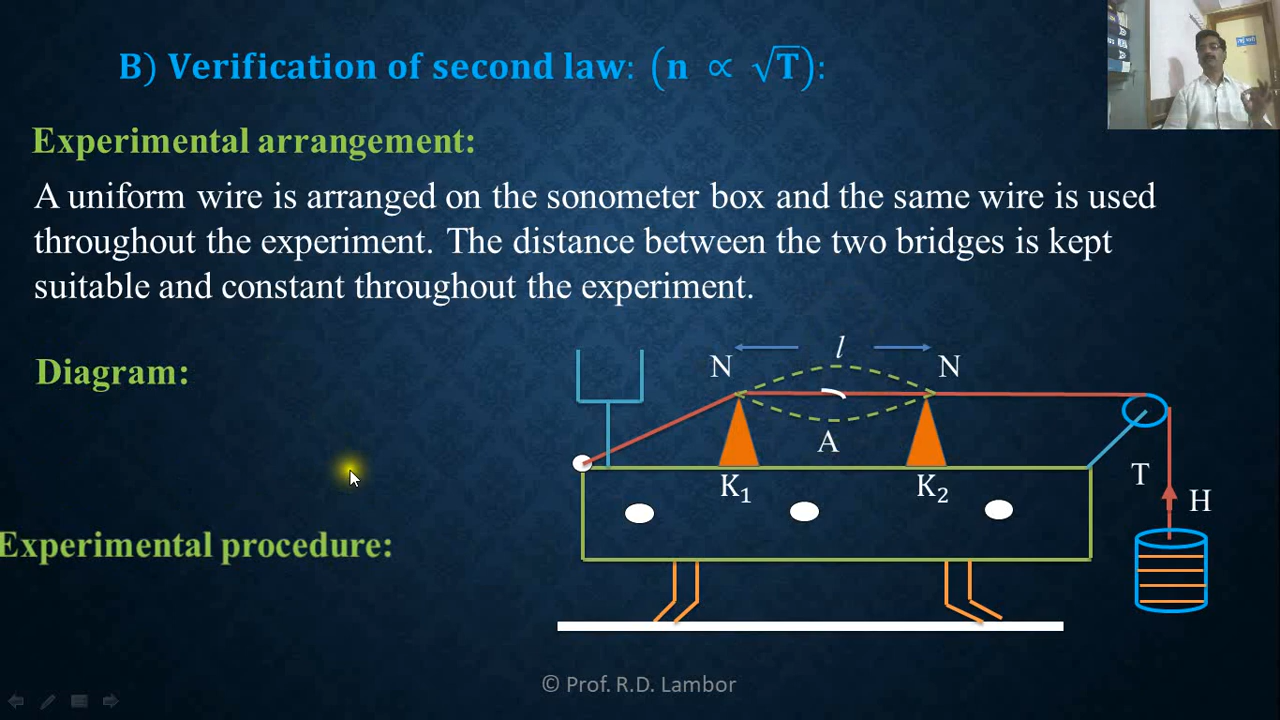 B) Verification of second law: (n ∝ √T):
Experimental arrangement:
A uniform wire is arranged on the sonometer box and the same wire is used
throughout the experiment. The distance between the two bridges is kept
suitable and constant throughout the experiment.
Diagram:
l
N
N
A
K₁
K₂
T
H
Experimental procedure:
© Prof. R.D. Lambor